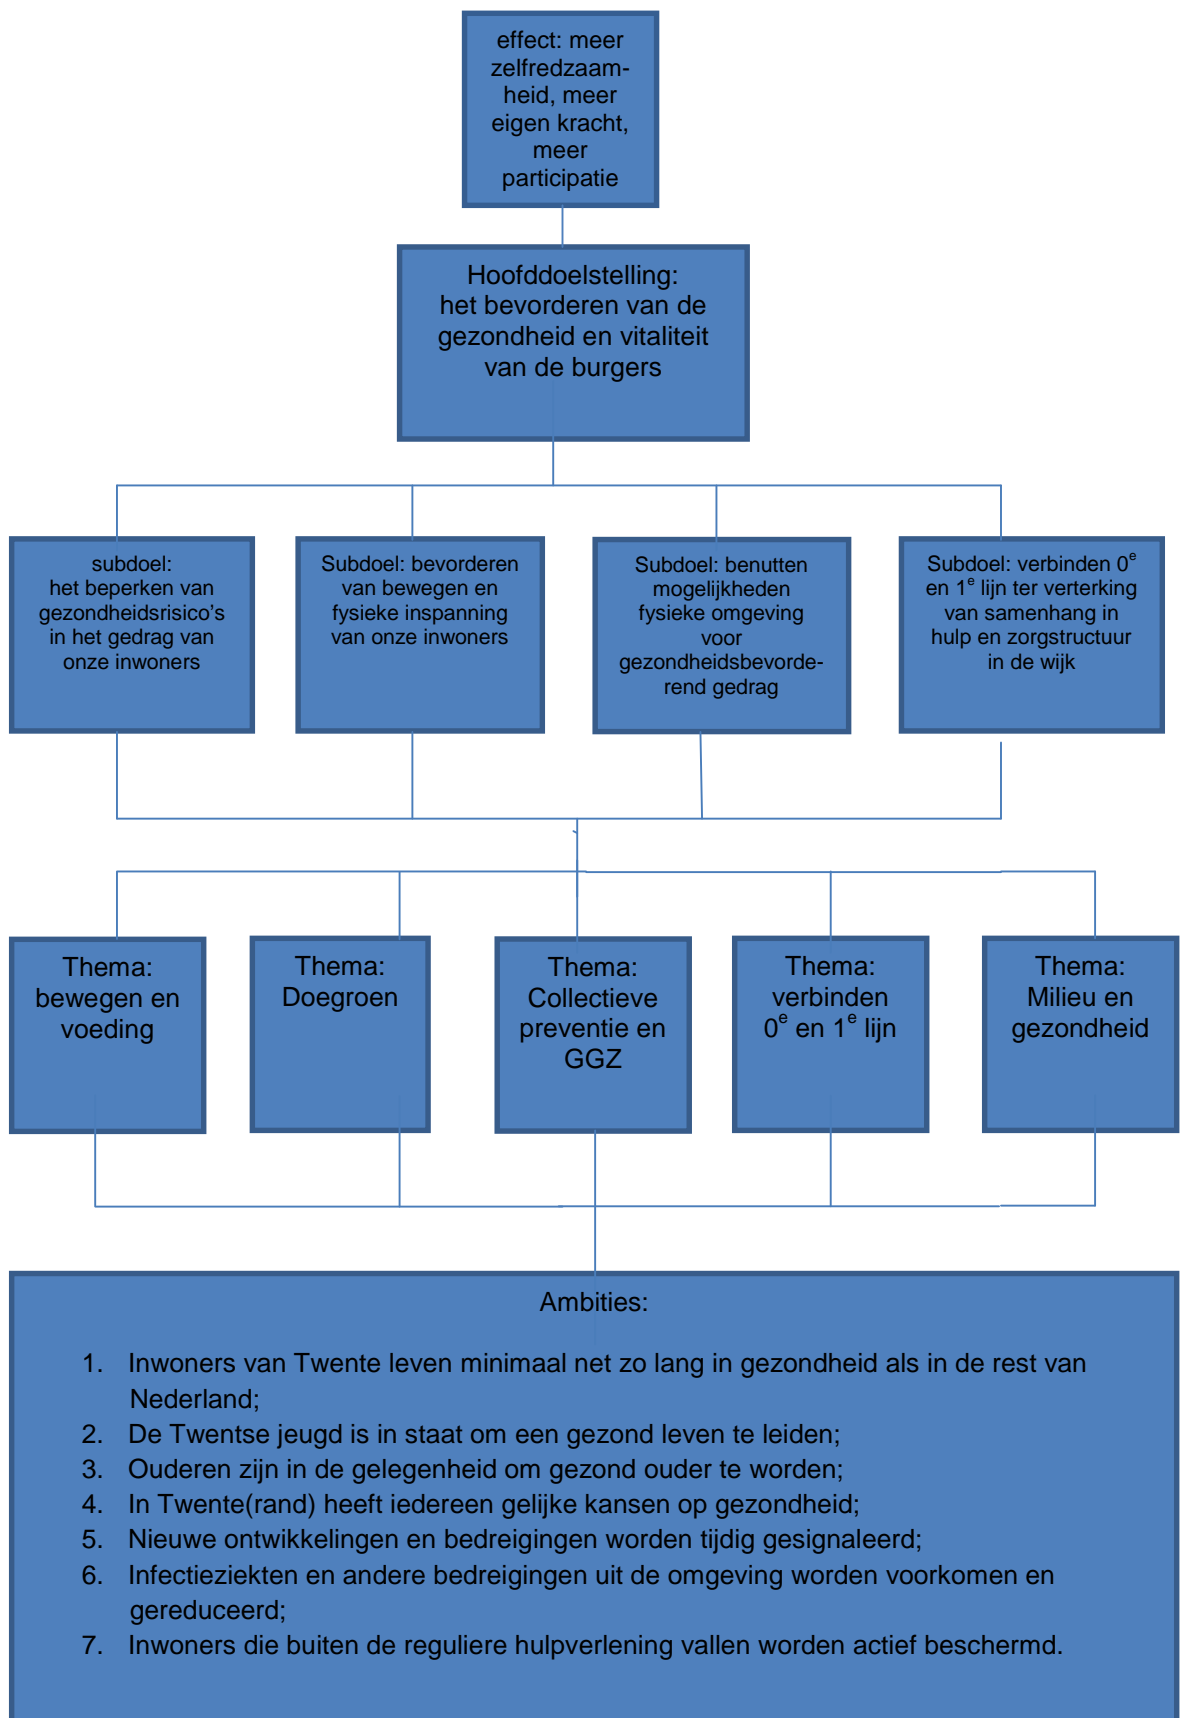 effect: meer
zelfredzaam-
heid, meer
eigen kracht,
meer
participatie
Hoofddoelstelling:
het bevorderen van de
gezondheid en vitaliteit
van de burgers
subdoel:
het beperken van
gezondheidsrisico's
in het gedrag van
onze inwoners
Subdoel: bevorderen
van bewegen en
fysieke inspanning
van onze inwoners
Subdoel: benutten
mogelijkheden
fysieke omgeving
voor
gezondheidsbevorde-
rend gedrag
Subdoel: verbinden 0e
en 1e lijn ter verterking
van samenhang in
hulp en zorgstructuur
in de wijk
Thema:
bewegen en
voeding
Thema:
Doegroen
Thema:
Collectieve
preventie en
GGZ
Thema:
verbinden
0e en 1e lijn
Thema:
Milieu en
gezondheid
Ambities:
1. Inwoners van Twente leven minimaal net zo lang in gezondheid als in de rest van
Nederland;
2. De Twentse jeugd is in staat om een gezond leven te leiden;
3. Ouderen zijn in de gelegenheid om gezond ouder te worden;
4. In Twente(rand) heeft iedereen gelijke kansen op gezondheid;
5. Nieuwe ontwikkelingen en bedreigingen worden tijdig gesignaleerd;
6. Infectieziekten en andere bedreigingen uit de omgeving worden voorkomen en
gereduceerd;
7. Inwoners die buiten de reguliere hulpverlening vallen worden actief beschermd.